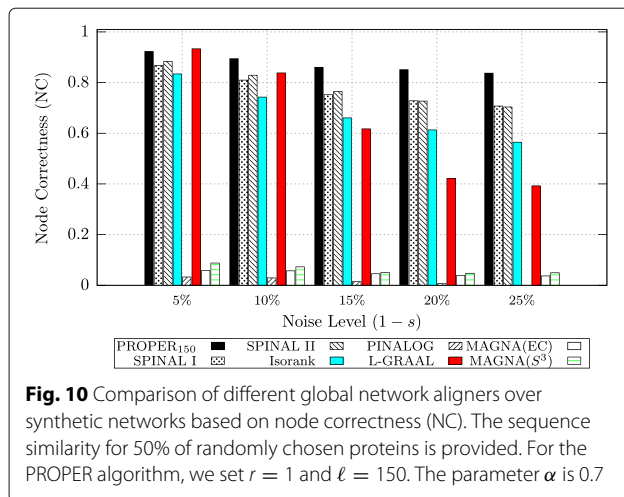 1
0.8
0.6
0.4
0.2
0
Node Correctness (NC)
5% 10% 15% 20% 25%
Noise Level (1 − s)
PROPER₁₅₀ SPINAL II PINALOG MAGNA(EC)
SPINAL I Isorank L-GRAAL MAGNA(S³)
Fig. 10 Comparison of different global network aligners over
synthetic networks based on node correctness (NC). The sequence
similarity for 50% of randomly chosen proteins is provided. For the
PROPER algorithm, we set r = 1 and ℓ = 150. The parameter α is 0.7